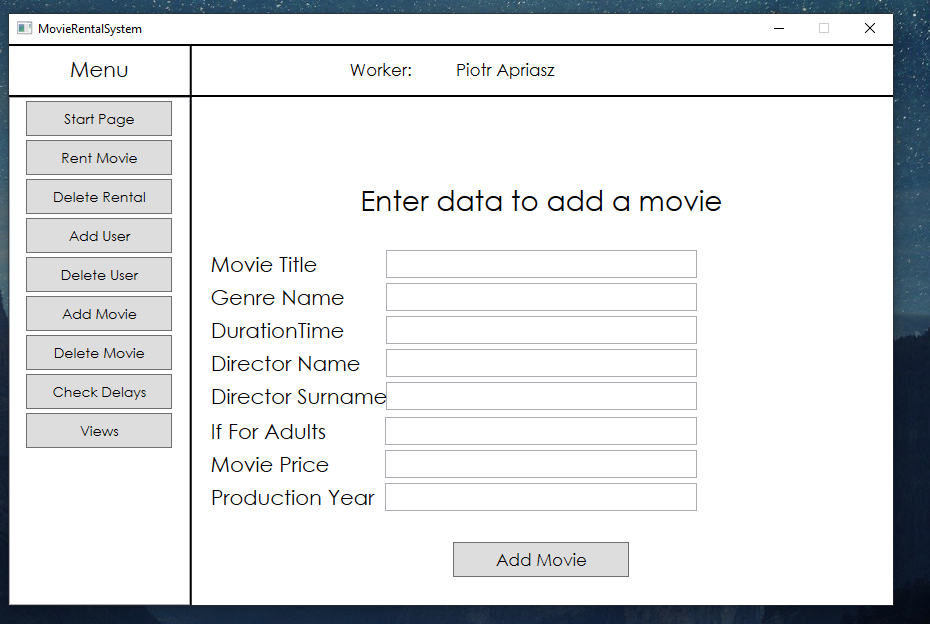 MovieRentalSystem
Menu
Worker: Piotr Apriasz
Start Page
Rent Movie
Delete Rental
Add User
Delete User
Add Movie
Delete Movie
Check Delays
Views
Enter data to add a movie
Movie Title
Genre Name
DurationTime
Director Name
Director Surname
If For Adults
Movie Price
Production Year
Add Movie